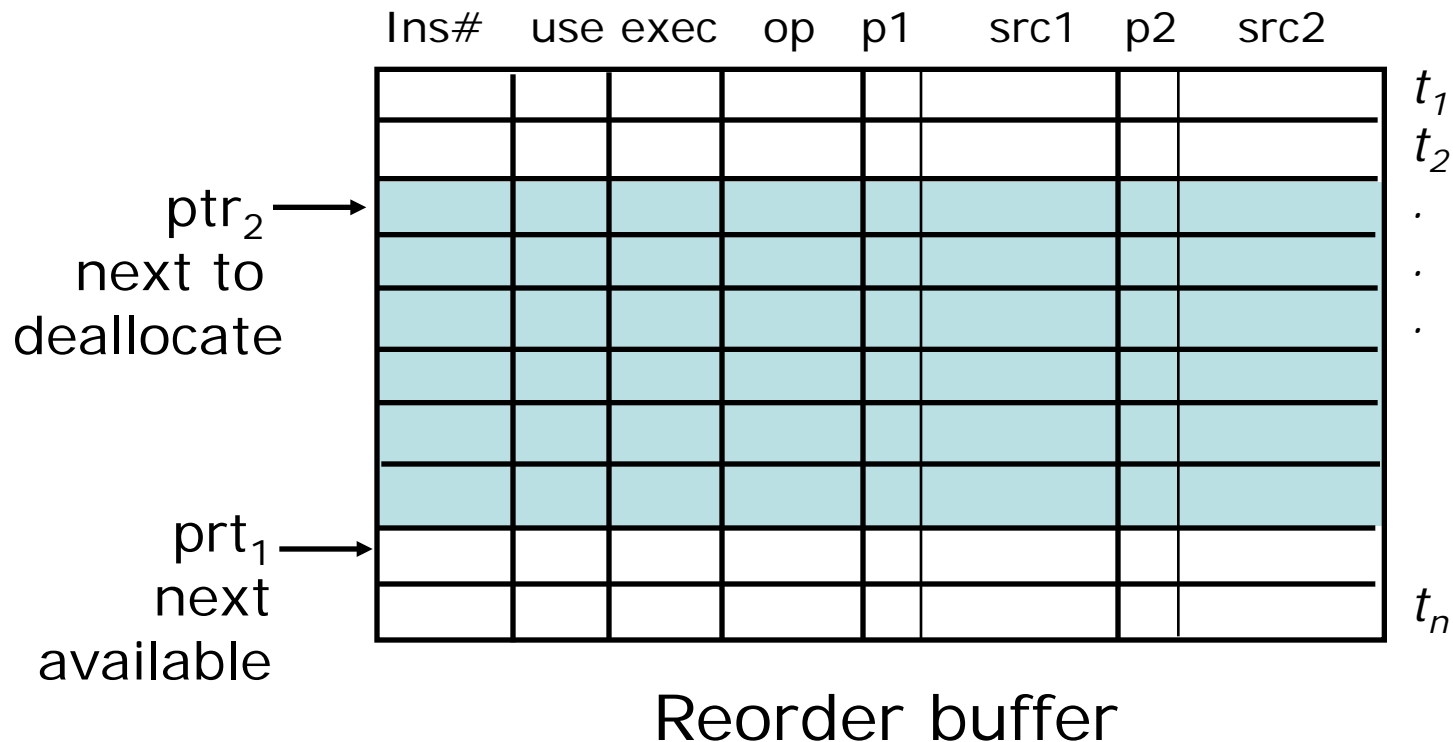 Ins# use exec op p1 src1 p2 src2
t₁
t₂
ptr₂
.
next to
.
deallocate
.
prt₁
next
available
tₙ
Reorder buffer